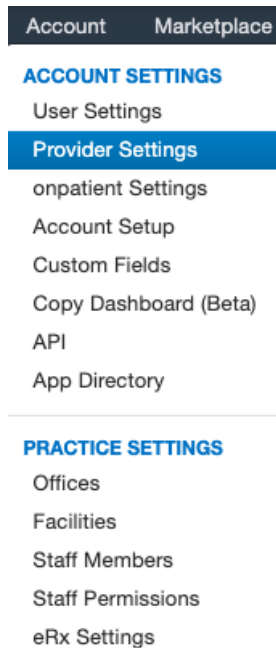 Account Marketplace
ACCOUNT SETTINGS
User Settings
Provider Settings
onpatient Settings
Account Setup
Custom Fields
Copy Dashboard (Beta)
API
App Directory
PRACTICE SETTINGS
Offices
Facilities
Staff Members
Staff Permissions
eRx Settings